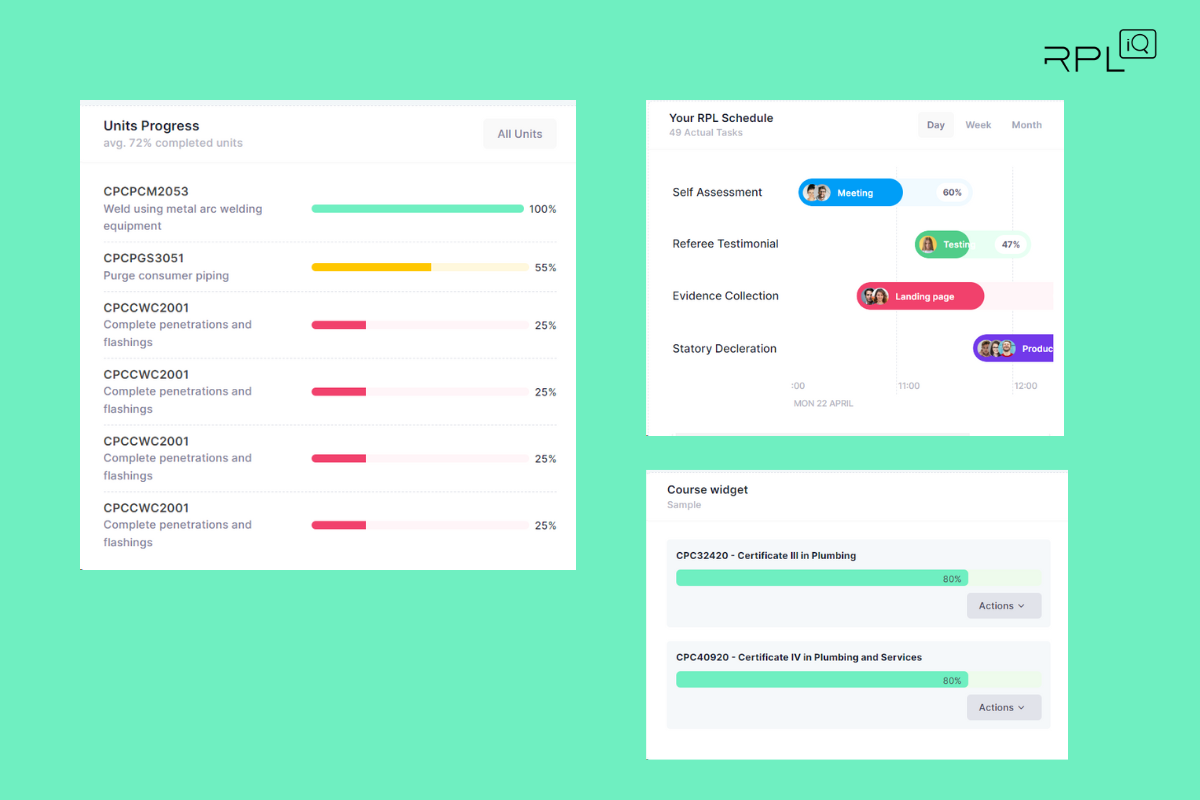 RPL iQ
Units Progress
avg. 72% completed units
All Units
CPCPCM2053
Weld using metal arc welding
equipment
100%
CPCPGS3051
Purge consumer piping
55%
CPCCWC2001
Complete penetrations and
flashings
25%
CPCCWC2001
Complete penetrations and
flashings
25%
CPCCWC2001
Complete penetrations and
flashings
25%
CPCCWC2001
Complete penetrations and
flashings
25%
Your RPL Schedule
49 Actual Tasks
Day
Week
Month
Self Assessment
Meeting
60%
Referee Testimonial
Testin
47%
Evidence Collection
Landing page
Statory Decleration
Produc
:00
11:00
12:00
MON 22 APRIL
Course widget
Sample
CPC32420 - Certificate III in Plumbing
80%
Actions
CPC40920 - Certificate IV in Plumbing and Services
80%
Actions